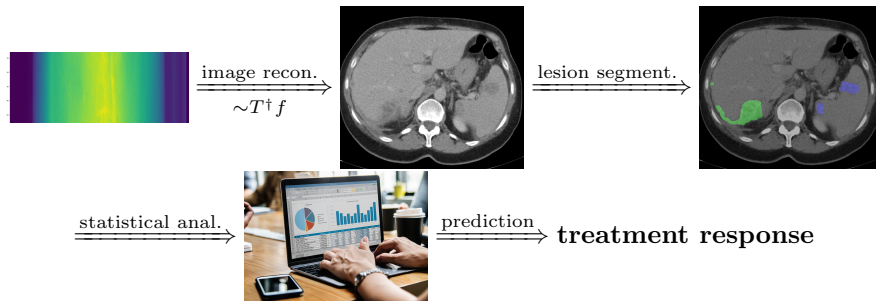 image recon.
∼T†f
lesion segment.
statistical anal.
prediction
treatment response